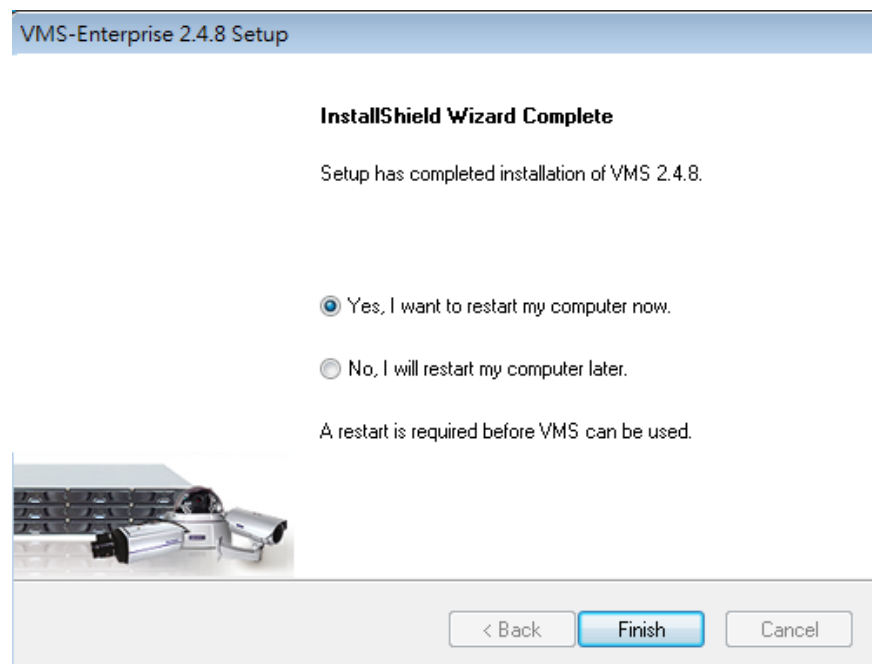 VMS-Enterprise 2.4.8 Setup
InstallShield Wizard Complete
Setup has completed installation of VMS 2.4.8.
Yes, I want to restart my computer now.
No, I will restart my computer later.
A restart is required before VMS can be used.
< Back
Finish
Cancel